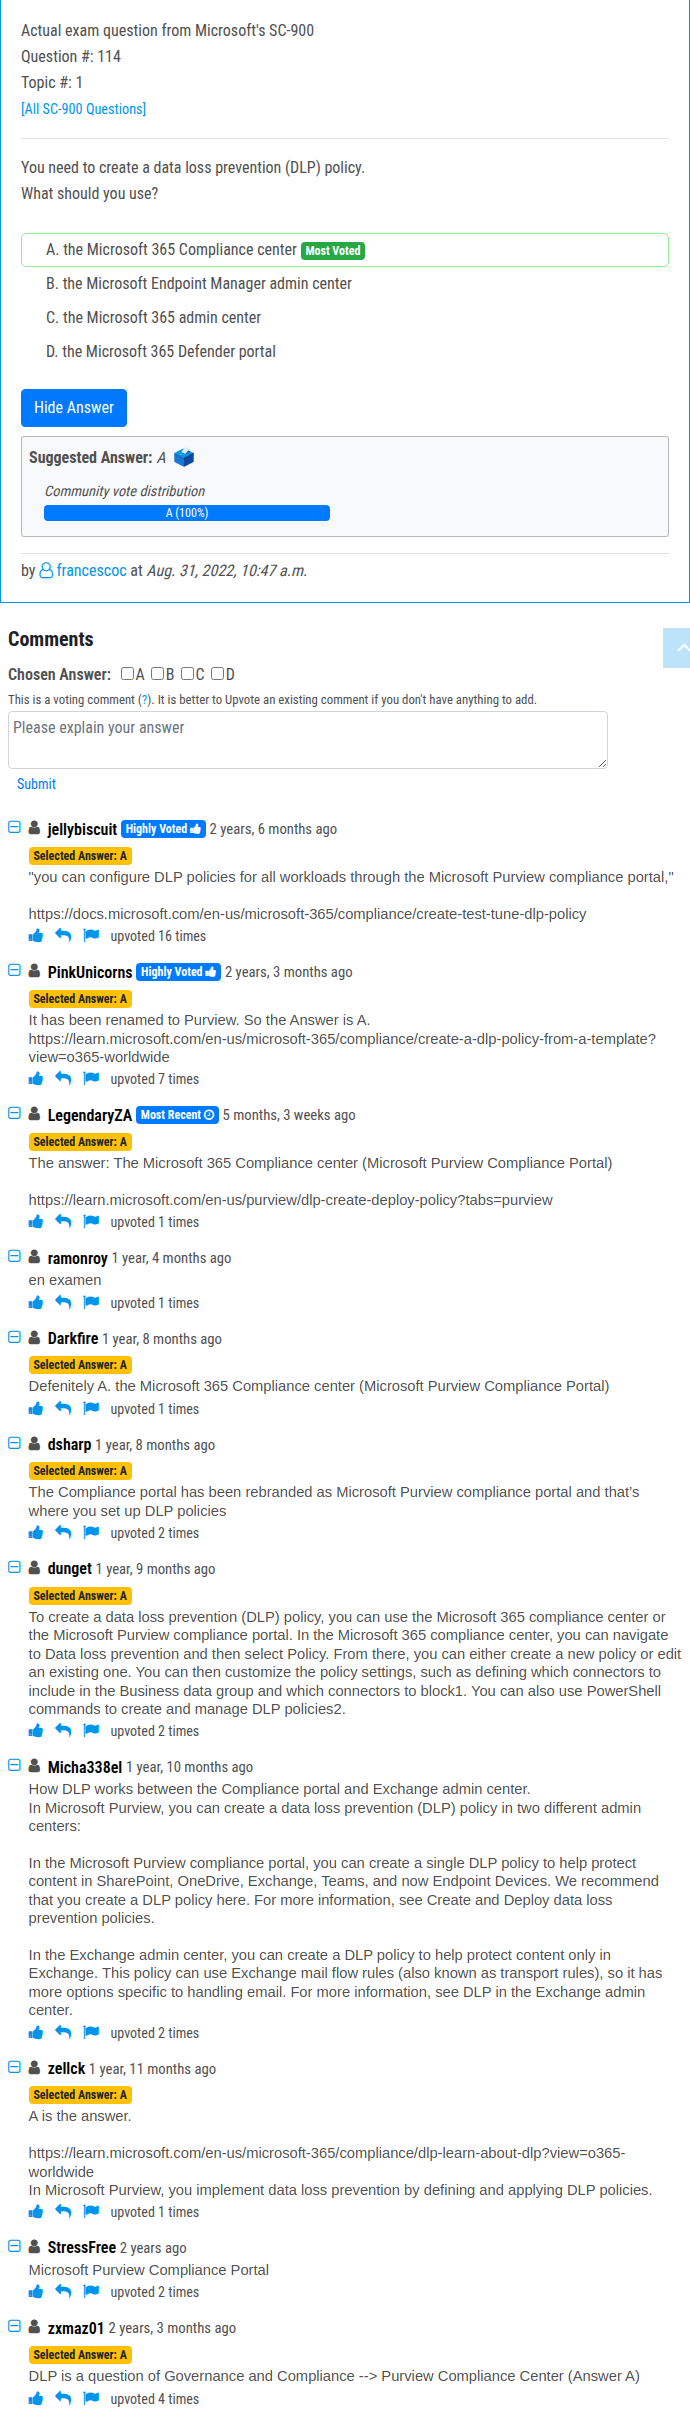 Actual exam question from Microsoft's SC-900
Question #: 114
Topic #: 1
[All SC-900 Questions]
You need to create a data loss prevention (DLP) policy.
What should you use?
A. the Microsoft 365 Compliance center Most Voted
B. the Microsoft Endpoint Manager admin center
C. the Microsoft 365 admin center
D. the Microsoft 365 Defender portal
Hide Answer
Suggested Answer: A
Community vote distribution
A (100%)
by francescoc at Aug. 31, 2022, 10:47 a.m.
Comments
Chosen Answer: A B C D
This is a voting comment (?). It is better to Upvote an existing comment if you don't have anything to add.
Please explain your answer
Submit
jellybiscuit Highly Voted 2 years, 6 months ago
Selected Answer: A
"you can configure DLP policies for all workloads through the Microsoft Purview compliance portal,"
https://docs.microsoft.com/en-us/microsoft-365/compliance/create-test-tune-dlp-policy
upvoted 16 times
PinkUnicorns Highly Voted 2 years, 3 months ago
Selected Answer: A
It has been renamed to Purview. So the Answer is A.
https://learn.microsoft.com/en-us/microsoft-365/compliance/create-a-dlp-policy-from-a-template?
view=o365-worldwide
upvoted 7 times
LegendaryZA Most Recent 5 months, 3 weeks ago
Selected Answer: A
The answer: The Microsoft 365 Compliance center (Microsoft Purview Compliance Portal)
https://learn.microsoft.com/en-us/purview/dlp-create-deploy-policy?tabs=purview
upvoted 1 times
ramonroy 1 year, 4 months ago
en examen
upvoted 1 times
Darkfire 1 year, 8 months ago
Selected Answer: A
Defenitely A. the Microsoft 365 Compliance center (Microsoft Purview Compliance Portal)
upvoted 1 times
dsharp 1 year, 8 months ago
Selected Answer: A
The Compliance portal has been rebranded as Microsoft Purview compliance portal and that's
where you set up DLP policies
upvoted 2 times
dunget 1 year, 9 months ago
Selected Answer: A
To create a data loss prevention (DLP) policy, you can use the Microsoft 365 compliance center or
the Microsoft Purview compliance portal. In the Microsoft 365 compliance center, you can navigate
to Data loss prevention and then select Policy. From there, you can either create a new policy or edit
an existing one. You can then customize the policy settings, such as defining which connectors to
include in the Business data group and which connectors to block1. You can also use PowerShell
commands to create and manage DLP policies2.
upvoted 2 times
Micha338el 1 year, 10 months ago
How DLP works between the Compliance portal and Exchange admin center.
In Microsoft Purview, you can create a data loss prevention (DLP) policy in two different admin
centers:
In the Microsoft Purview compliance portal, you can create a single DLP policy to help protect
content in SharePoint, OneDrive, Exchange, Teams, and now Endpoint Devices. We recommend
that you create a DLP policy here. For more information, see Create and Deploy data loss
prevention policies.
In the Exchange admin center, you can create a DLP policy to help protect content only in
Exchange. This policy can use Exchange mail flow rules (also known as transport rules), so it has
more options specific to handling email. For more information, see DLP in the Exchange admin
center.
upvoted 2 times
zellck 1 year, 11 months ago
Selected Answer: A
A is the answer.
https://learn.microsoft.com/en-us/microsoft-365/compliance/dlp-learn-about-dlp?view=o365-
worldwide
In Microsoft Purview, you implement data loss prevention by defining and applying DLP policies.
upvoted 1 times
StressFree 2 years ago
Microsoft Purview Compliance Portal
upvoted 2 times
zxmaz01 2 years, 3 months ago
Selected Answer: A
DLP is a question of Governance and Compliance --> Purview Compliance Center (Answer A)
upvoted 4 times